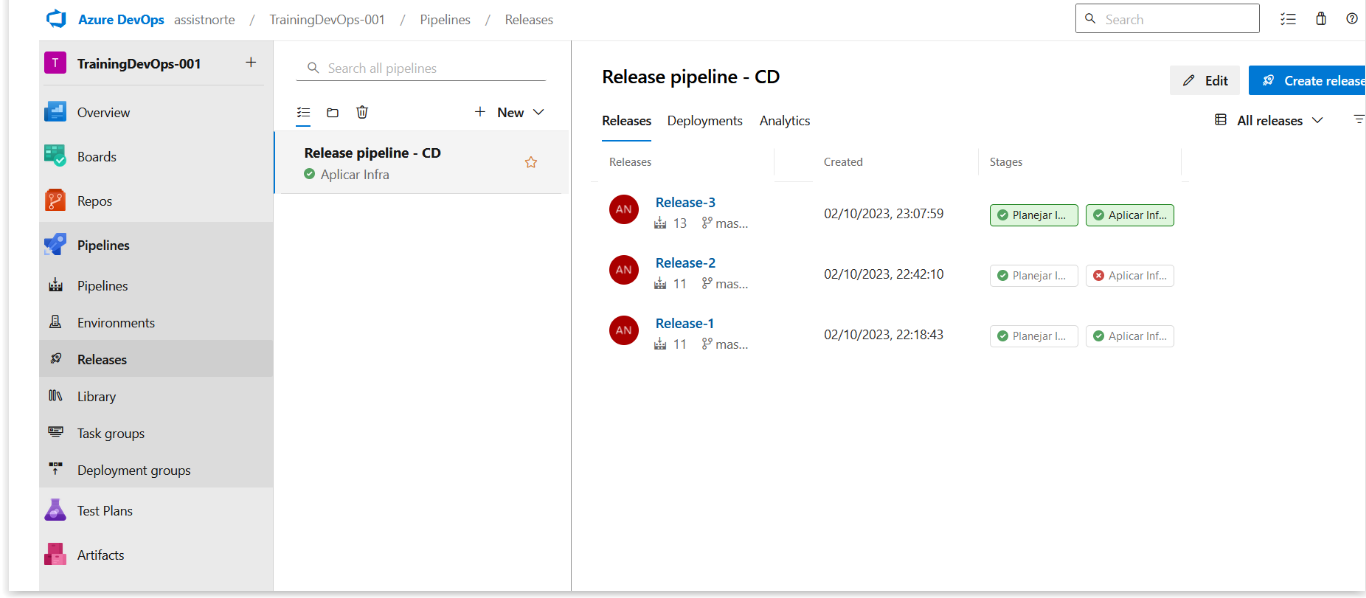 Azure DevOps assistnorte / TrainingDevOps-001 / Pipelines / Releases
Search
T TrainingDevOps-001 +
Overview
Boards
Repos
Pipelines
Pipelines
Environments
Releases
Library
Task groups
Deployment groups
Test Plans
Artifacts
Search all pipelines
+ New
Release pipeline - CD
Aplicar Infra
Release pipeline - CD
Edit
Create release
Releases Deployments Analytics
All releases
Releases Created Stages
AN Release-3
13 mas...
02/10/2023, 23:07:59
Planejar I... Aplicar Inf...
AN Release-2
11 mas...
02/10/2023, 22:42:10
Planejar I... Aplicar Inf...
AN Release-1
11 mas...
02/10/2023, 22:18:43
Planejar I... Aplicar Inf...